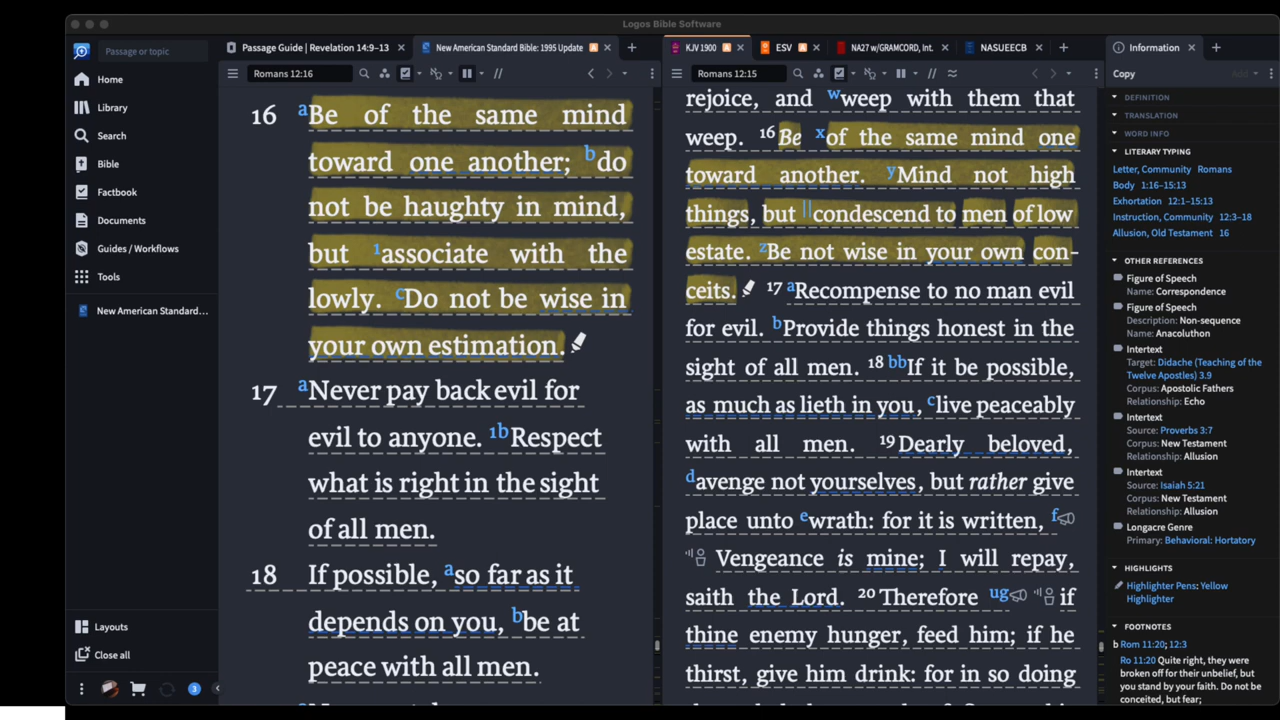 Logos Bible Software
Passage or topic
Home
Library
Search
Bible
Factbook
Documents
Guides / Workflows
Tools
New American Standard...
Layouts
Close all
3
Passage Guide | Revelation 14:9–13
New American Standard Bible: 1995 Update A
Romans 12:16
16 aBe of the same mind
toward one another; bdo
not be haughty in mind,
but 1associate with the
lowly. cDo not be wise in
your own estimation.
17 aNever pay back evil for
evil to anyone. 1bRespect
what is right in the sight
of all men.
18 If possible, aso far as it
depends on you, bbe at
peace with all men.
KJV 1900 A
ESV A
NA27 w/GRAMCORD, Int.
NASUEECB
Romans 12:15
rejoice, and wweep with them that
weep. 16 Be xof the same mind one
toward another. yMind not high
things, but ||condescend to men of low
estate. zBe not wise in your own con-
ceits. 17 aRecompense to no man evil
for evil. bProvide things honest in the
sight of all men. 18 bbIf it be possible,
as much as lieth in you, clive peaceably
with all men. 19 Dearly beloved,
davenge not yourselves, but rather give
place unto ewrath: for it is written, f
Vengeance is mine; I will repay,
saith the Lord. 20 Therefore ug if
thine enemy hunger, feed him; if he
thirst, give him drink: for in so doing
Information
Copy
Add
DEFINITION
TRANSLATION
WORD INFO
LITERARY TYPING
Letter, Community Romans
Body 1:16–15:13
Exhortation 12:1–15:13
Instruction, Community 12:3–18
Allusion, Old Testament 16
OTHER REFERENCES
Figure of Speech
Name: Correspondence
Figure of Speech
Description: Non-sequence
Name: Anacoluthon
Intertext
Target: Didache (Teaching of the
Twelve Apostles) 3.9
Corpus: Apostolic Fathers
Relationship: Echo
Intertext
Source: Proverbs 3:7
Corpus: New Testament
Relationship: Allusion
Intertext
Source: Isaiah 5:21
Corpus: New Testament
Relationship: Allusion
Longacre Genre
Primary: Behavioral: Hortatory
HIGHLIGHTS
Highlighter Pens: Yellow
Highlighter
FOOTNOTES
b Rom 11:20; 12:3
Ro 11:20 Quite right, they were
broken off for their unbelief, but
you stand by your faith. Do not be
conceited, but fear;